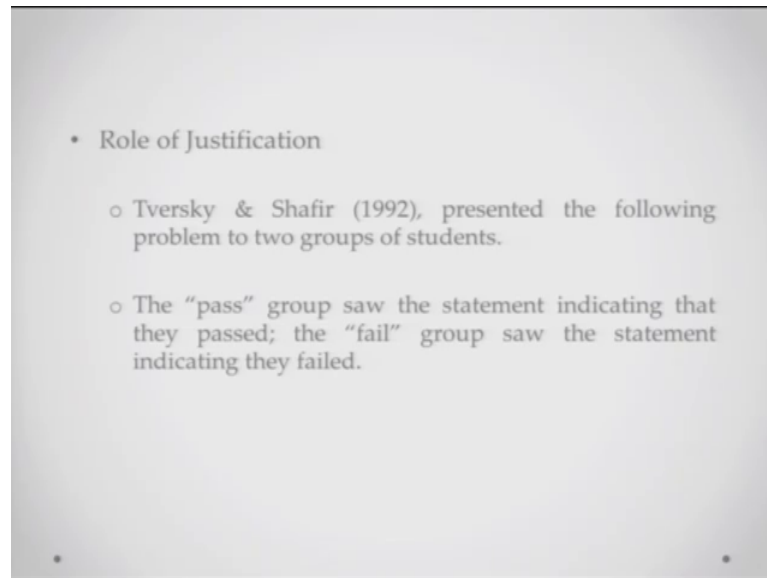 • Role of Justification
o Tversky & Shafir (1992), presented the following
problem to two groups of students.
o The “pass” group saw the statement indicating that
they passed; the “fail” group saw the statement
indicating they failed.